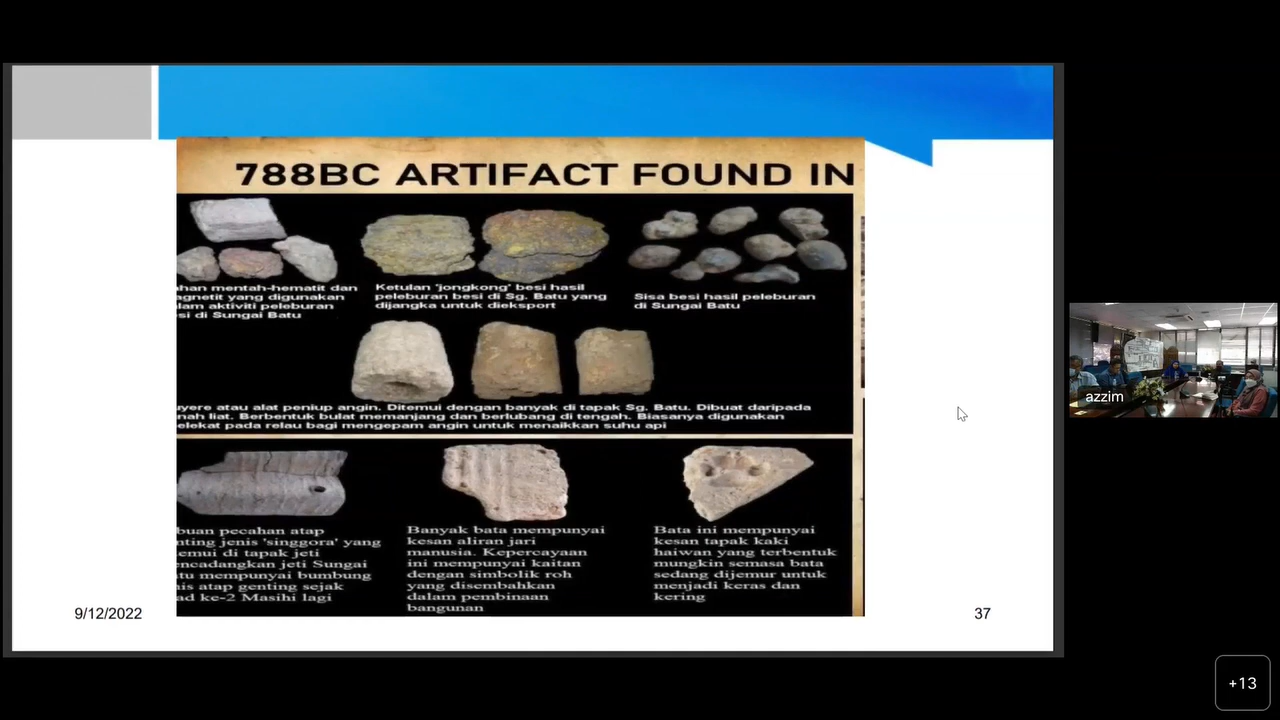 788BC ARTIFACT FOUND IN
ahan mentah-hematit dan
agnetit yang digunakan
lam aktiviti peleburan
si di Sungai Batu
Ketulan 'jongkong' besi hasil
peleburan besi di Sg. Batu yang
dijangka untuk dieksport
Sisa besi hasil peleburan
di Sungai Batu
uyere atau alat peniup angin. Ditemui dengan banyak di tapak Sg. Batu. Dibuat daripada
nah liat. Berbentuk bulat memanjang dan berlubang di tengah. Biasanya digunakan
elekat pada relau bagi mengepam angin untuk menaikkan suhu api
buan pecahan atap
nting jenis 'singgora' yang
emui di tapak jeti
encadangkan jeti Sungai
tu mempunyai bumbung
nis atap genting sejak
ad ke-2 Masihi lagi
Banyak bata mempunyai
kesan aliran jari
manusia. Kepercayaan
ini mempunyai kaitan
dengan simbolik roh
yang disembahkan
dalam pembinaan
bangunan
Bata ini mempunyai
kesan tapak kaki
haiwan yang terbentuk
mungkin semasa bata
sedang dijemur untuk
menjadi keras dan
kering
9/12/2022
37
azzim
+13